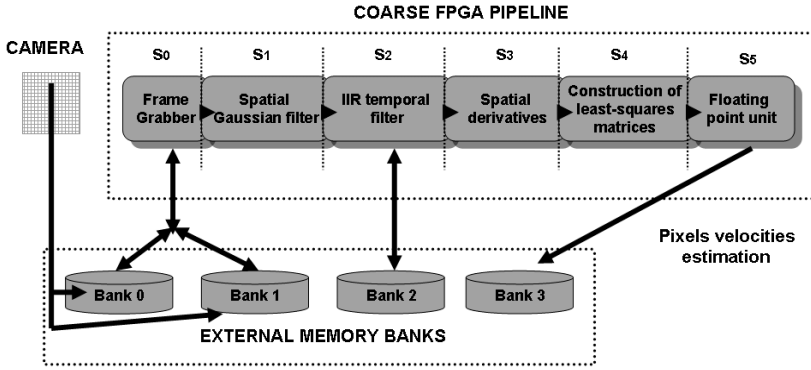 COARSE FPGA PIPELINE
CAMERA
S0 S1 S2 S3 S4 S5
Frame
Grabber
Spatial
Gaussian filter
IIR temporal
filter
Spatial
derivatives
Construction of
least-squares
matrices
Floating
point unit
Pixels velocities
estimation
Bank 0
Bank 1
Bank 2
Bank 3
EXTERNAL MEMORY BANKS